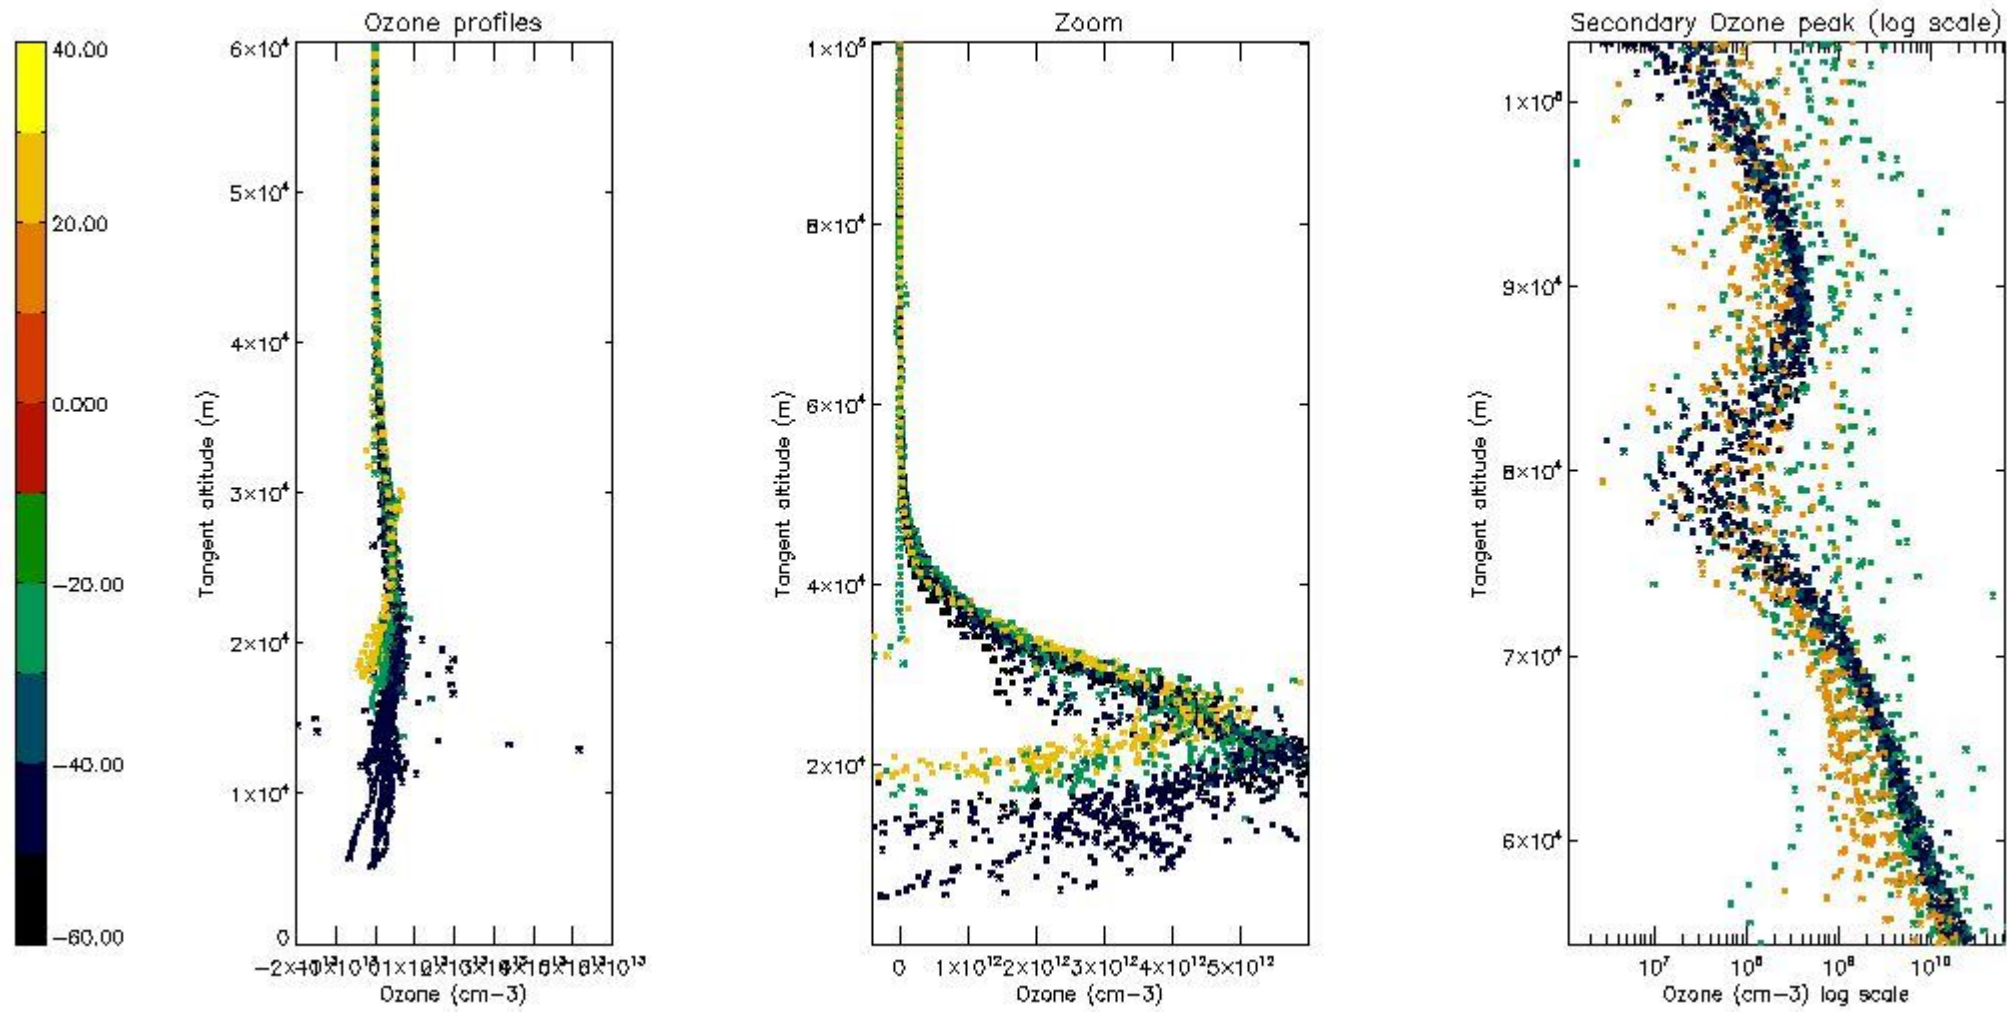 Ozone profiles
Zoom
Secondary Ozone peak (log scale)
40.00
20.00
0.000
−20.00
−40.00
−60.00
6×10⁴
5×10⁴
4×10⁴
3×10⁴
2×10⁴
1×10⁴
0
Tangent altitude (m)
Ozone (cm−3)
1×10⁵
8×10⁴
6×10⁴
4×10⁴
2×10⁴
Tangent altitude (m)
0 1×10¹² 2×10¹² 3×10¹² 4×10¹² 5×10¹²
Ozone (cm−3)
9×10⁴
8×10⁴
7×10⁴
6×10⁴
Tangent altitude (m)
10⁷ 10⁸ 10⁹ 10¹⁰
Ozone (cm−3) log scale